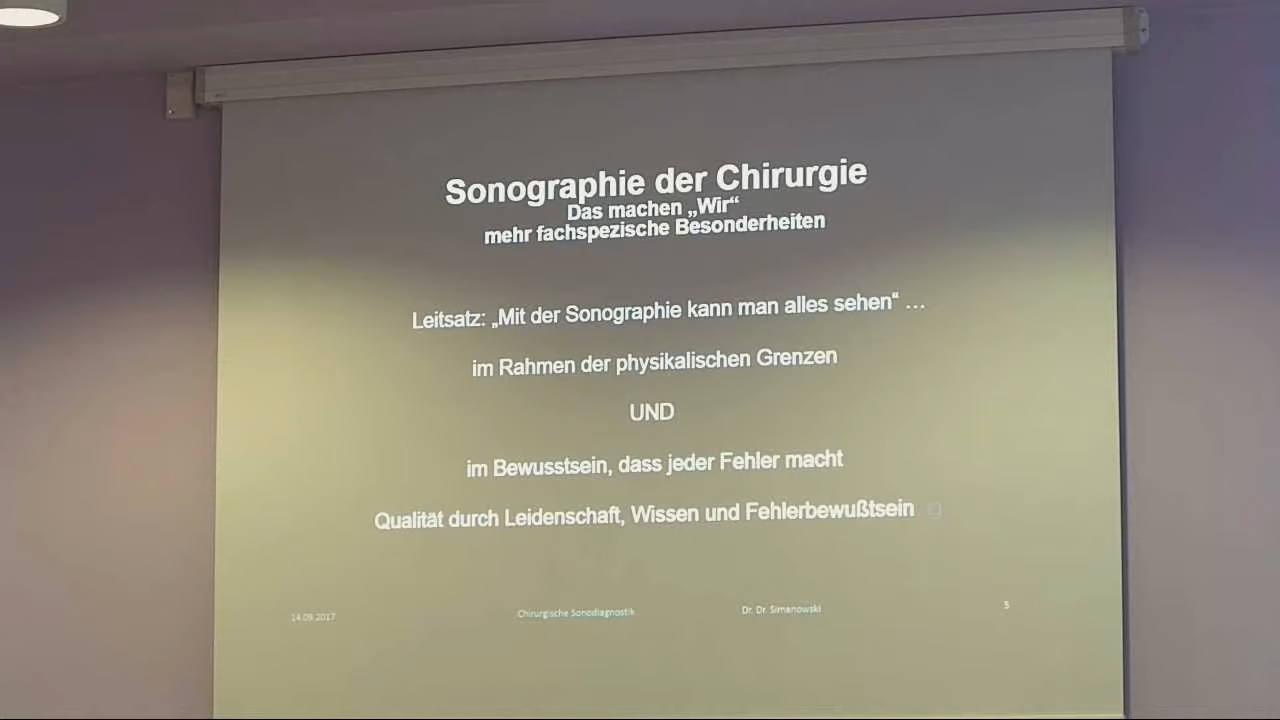 Sonographie der Chirurgie
Das machen „Wir“
mehr fachspezische Besonderheiten
Leitsatz: „Mit der Sonographie kann man alles sehen“ ...
im Rahmen der physikalischen Grenzen
UND
im Bewusstsein, dass jeder Fehler macht
Qualität durch Leidenschaft, Wissen und Fehlerbewußtsein
14.09.2017 Chirurgische Sonodiagnostik Dr. Dr. Simanowski 5